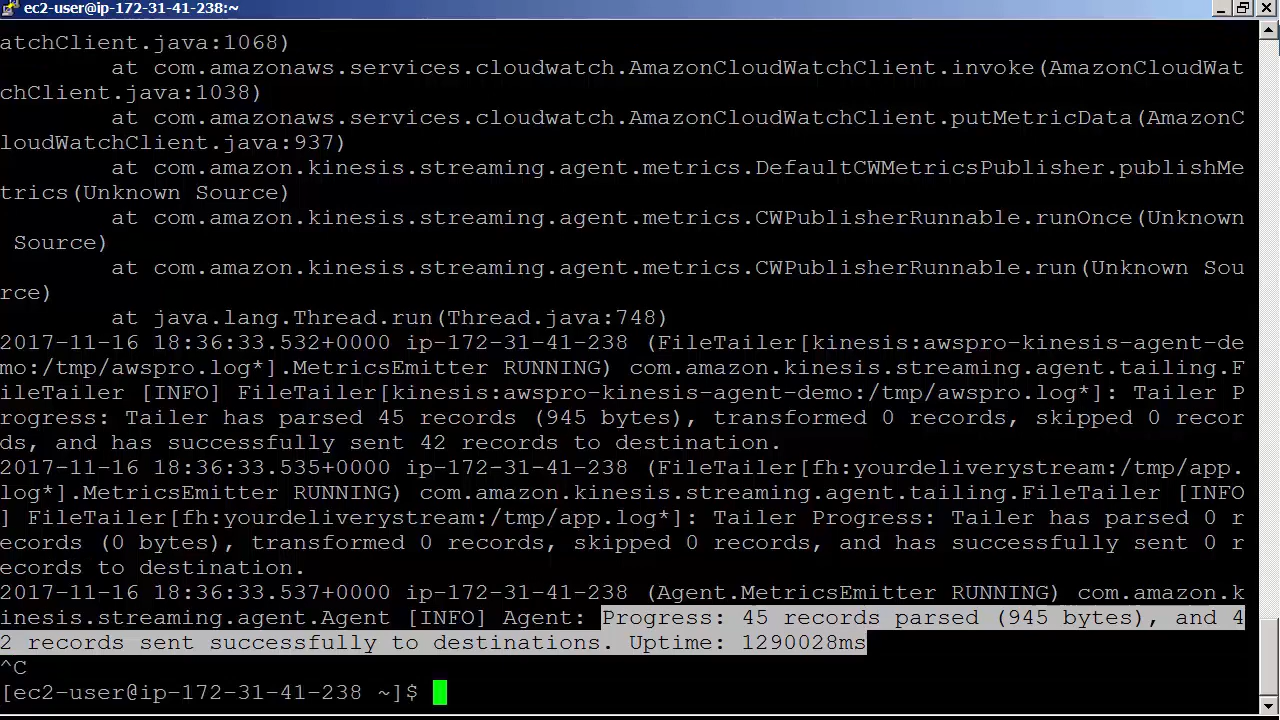 ec2-user@ip-172-31-41-238:~
atchClient.java:1068)
at com.amazonaws.services.cloudwatch.AmazonCloudWatchClient.invoke(AmazonCloudWat
chClient.java:1038)
at com.amazonaws.services.cloudwatch.AmazonCloudWatchClient.putMetricData(AmazonC
loudWatchClient.java:937)
at com.amazon.kinesis.streaming.agent.metrics.DefaultCWMetricsPublisher.publishMe
trics(Unknown Source)
at com.amazon.kinesis.streaming.agent.metrics.CWPublisherRunnable.runOnce(Unknown
Source)
at com.amazon.kinesis.streaming.agent.metrics.CWPublisherRunnable.run(Unknown Sou
rce)
at java.lang.Thread.run(Thread.java:748)
2017-11-16 18:36:33.532+0000 ip-172-31-41-238 (FileTailer[kinesis:awspro-kinesis-agent-de
mo:/tmp/awspro.log*].MetricsEmitter RUNNING) com.amazon.kinesis.streaming.agent.tailing.F
ileTailer [INFO] FileTailer[kinesis:awspro-kinesis-agent-demo:/tmp/awspro.log*]: Tailer P
rogress: Tailer has parsed 45 records (945 bytes), transformed 0 records, skipped 0 recor
ds, and has successfully sent 42 records to destination.
2017-11-16 18:36:33.535+0000 ip-172-31-41-238 (FileTailer[fh:yourdeliverystream:/tmp/app.
log*].MetricsEmitter RUNNING) com.amazon.kinesis.streaming.agent.tailing.FileTailer [INFO
] FileTailer[fh:yourdeliverystream:/tmp/app.log*]: Tailer Progress: Tailer has parsed 0 r
ecords (0 bytes), transformed 0 records, skipped 0 records, and has successfully sent 0 r
ecords to destination.
2017-11-16 18:36:33.537+0000 ip-172-31-41-238 (Agent.MetricsEmitter RUNNING) com.amazon.k
inesis.streaming.agent.Agent [INFO] Agent: Progress: 45 records parsed (945 bytes), and 4
2 records sent successfully to destinations. Uptime: 1290028ms
^C
[ec2-user@ip-172-31-41-238 ~]$